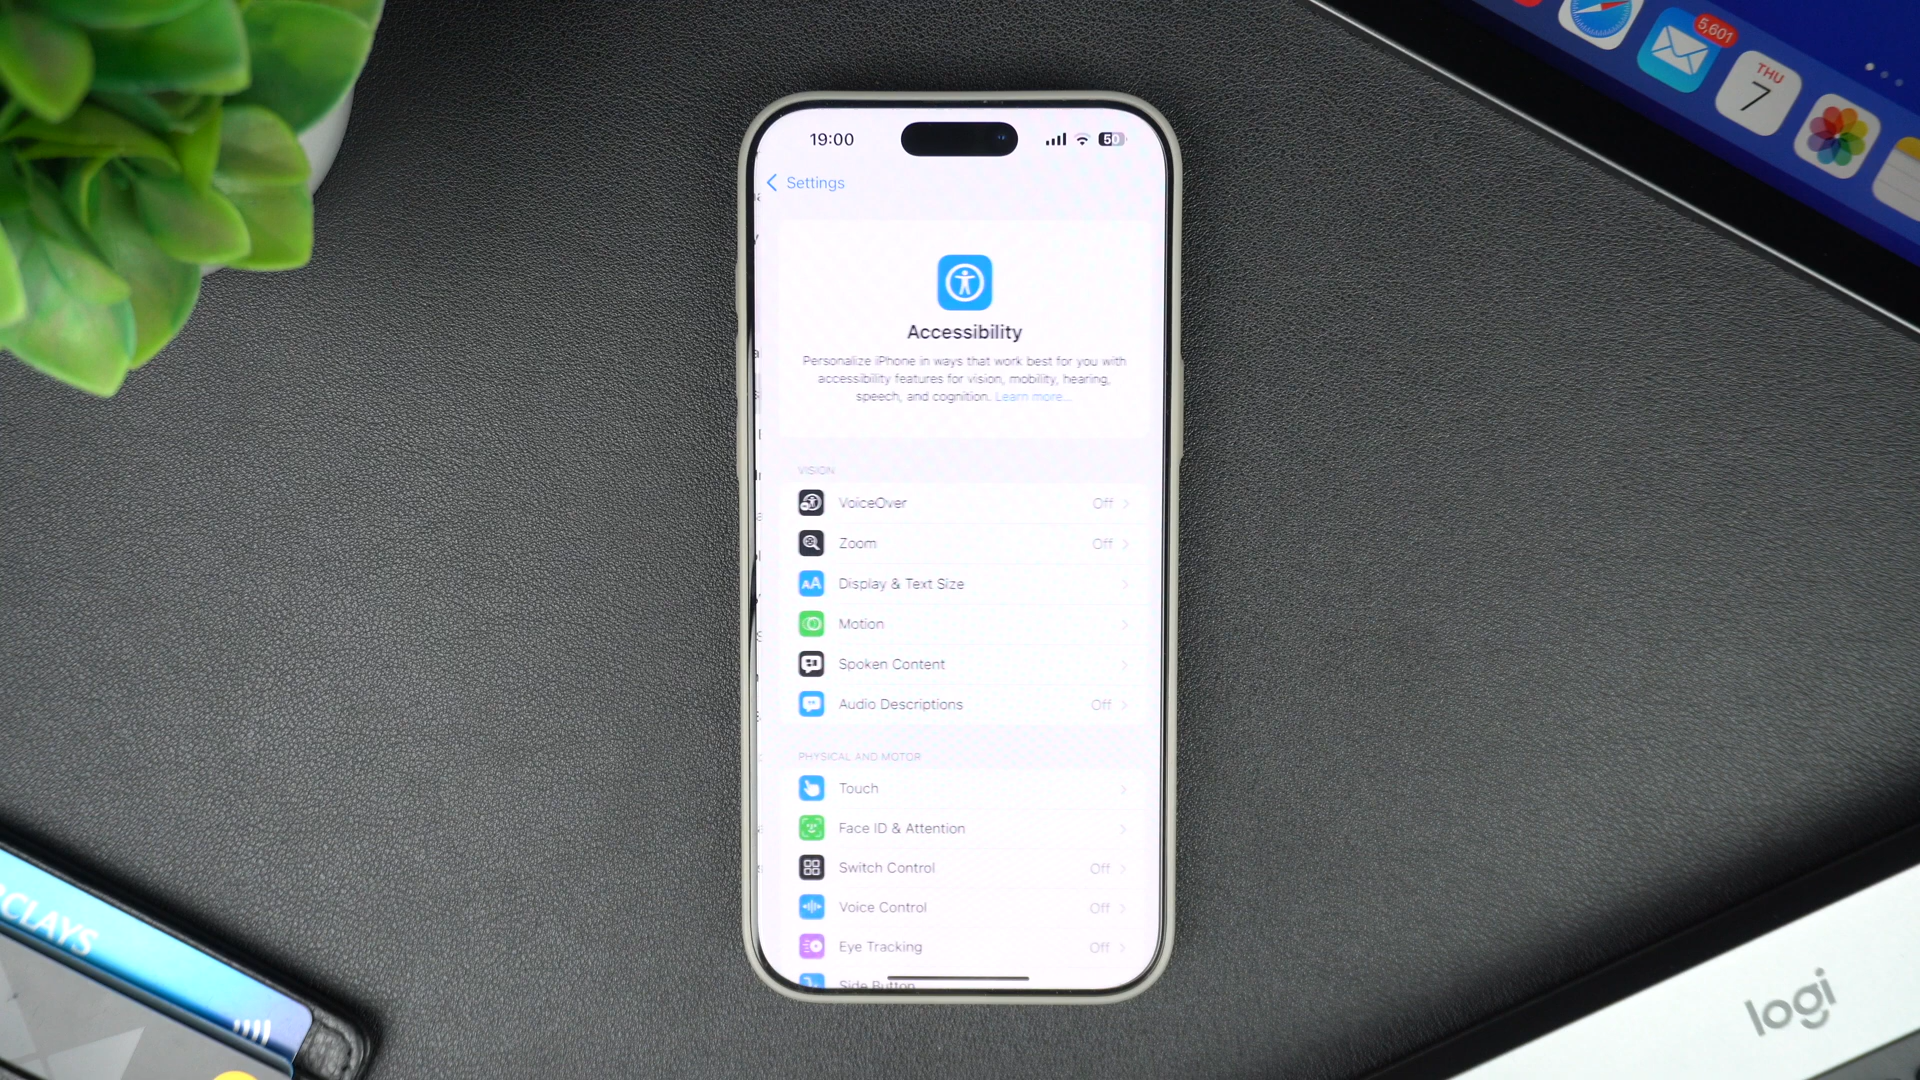 5,601
THU
7
19:00
50
Settings
Accessibility
Personalize iPhone in ways that work best for you with
accessibility features for vision, mobility, hearing,
speech, and cognition. Learn more...
VISION
VoiceOver Off
Zoom Off
AA Display & Text Size
Motion
Spoken Content
Audio Descriptions Off
PHYSICAL AND MOTOR
Touch
Face ID & Attention
Switch Control Off
Voice Control Off
Eye Tracking Off
Side Button
RCLAYS
logi